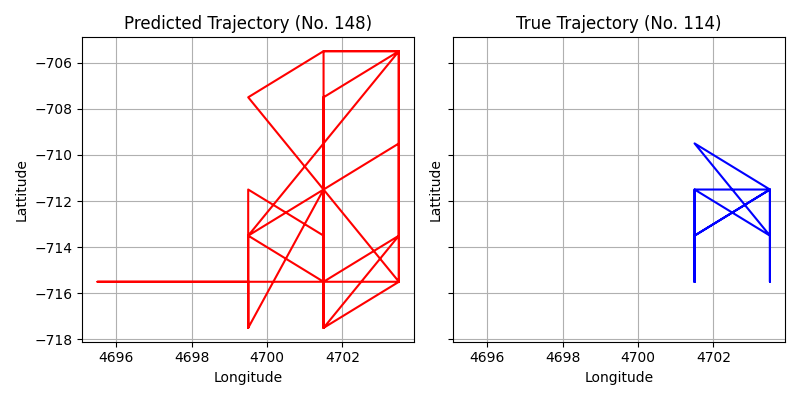 Predicted Trajectory (No. 148)
True Trajectory (No. 114)
−706
−708
−710
−712
−714
−716
−718
Lattitude
Lattitude
4696 4698 4700 4702
4696 4698 4700 4702
Longitude
Longitude